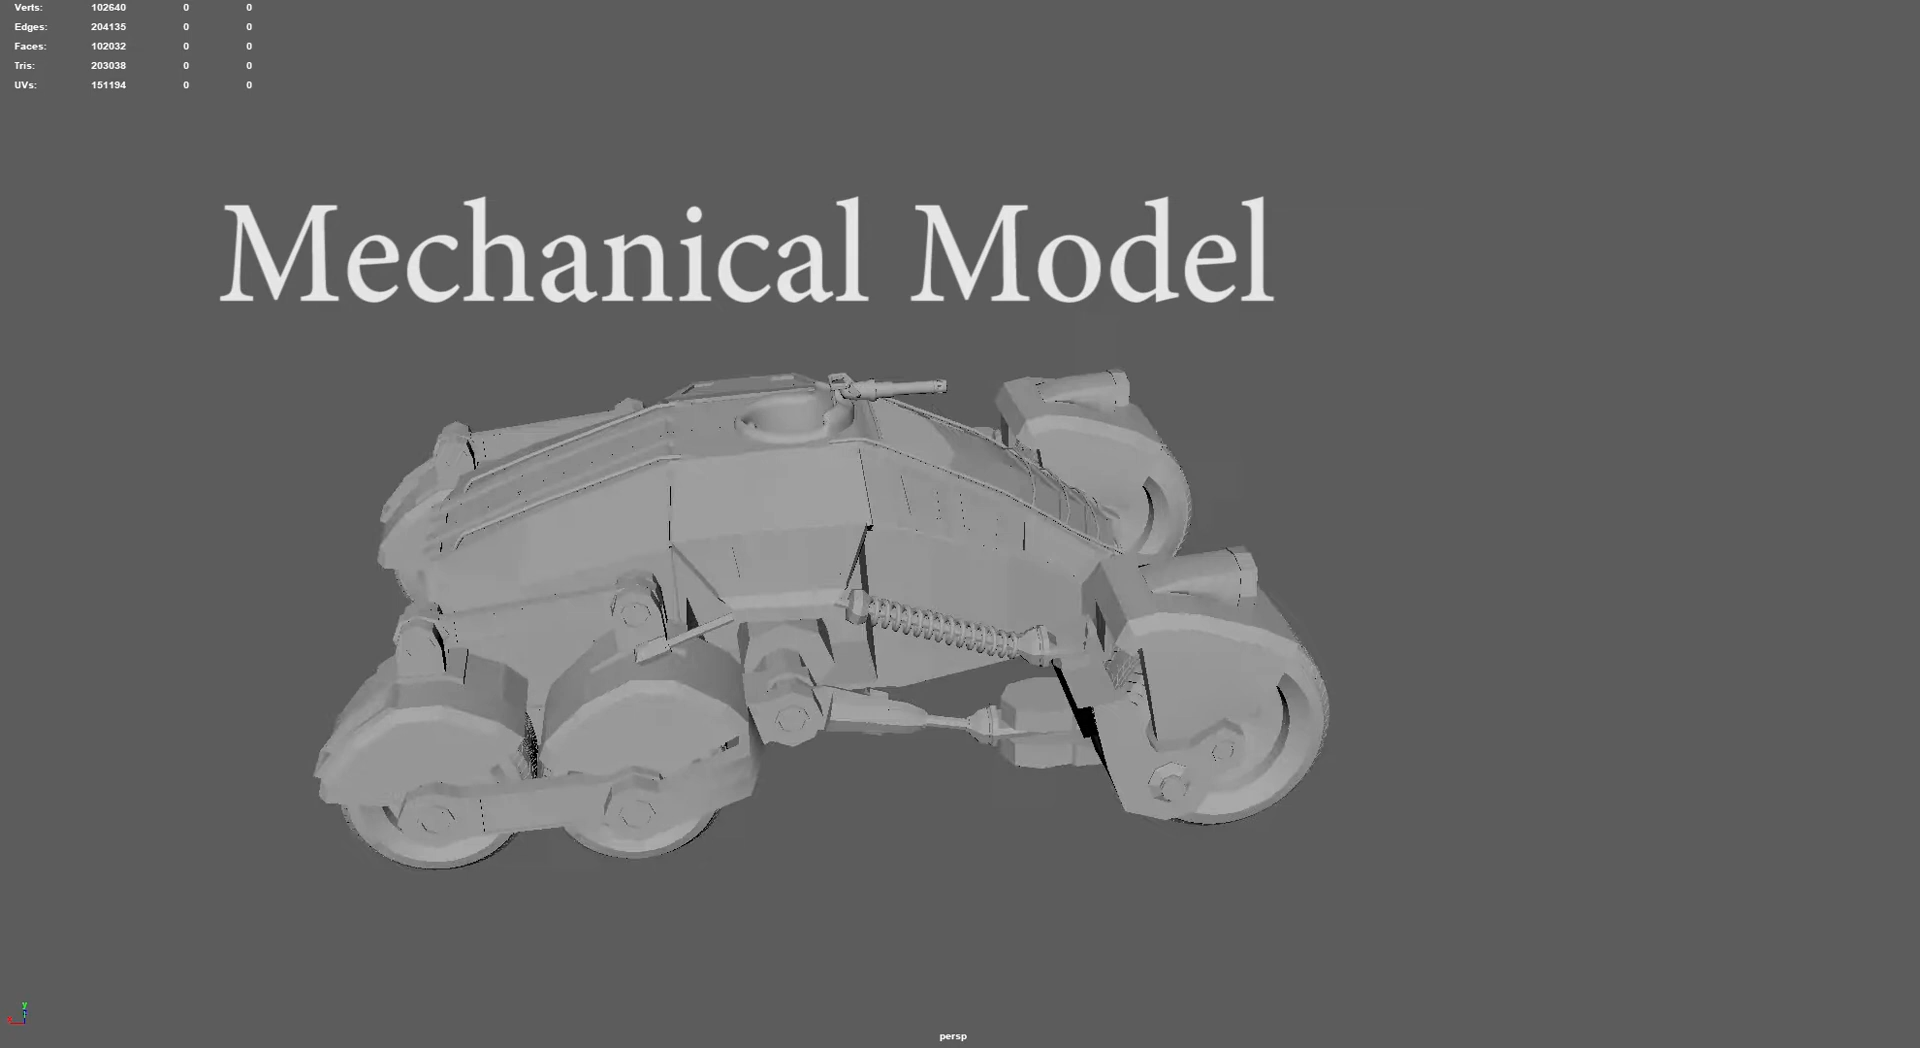 Verts: 102640 0 0
Edges: 204135 0 0
Faces: 102032 0 0
Tris: 203038 0 0
UVs: 151194 0 0
Mechanical Model
y
x
persp